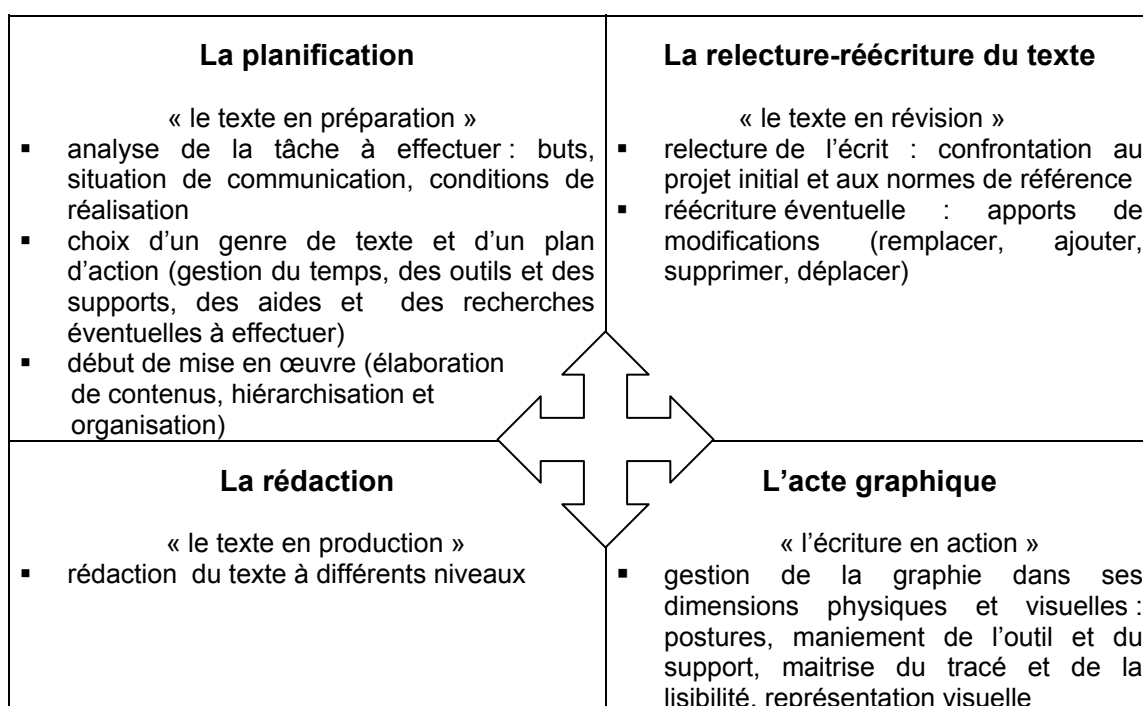 La planification
« le texte en préparation »
▪ analyse de la tâche à effectuer : buts,
situation de communication, conditions de
réalisation
▪ choix d’un genre de texte et d’un plan
d’action (gestion du temps, des outils et des
supports, des aides et des recherches
éventuelles à effectuer)
▪ début de mise en œuvre (élaboration
de contenus, hiérarchisation et
organisation)
La relecture-réécriture du texte
« le texte en révision »
▪ relecture de l’écrit : confrontation au
projet initial et aux normes de référence
▪ réécriture éventuelle : apports de
modifications (remplacer, ajouter,
supprimer, déplacer)
La rédaction
« le texte en production »
▪ rédaction du texte à différents niveaux
L’acte graphique
« l’écriture en action »
▪ gestion de la graphie dans ses
dimensions physiques et visuelles :
postures, maniement de l’outil et du
support, maitrise du tracé et de la
lisibilité, représentation visuelle